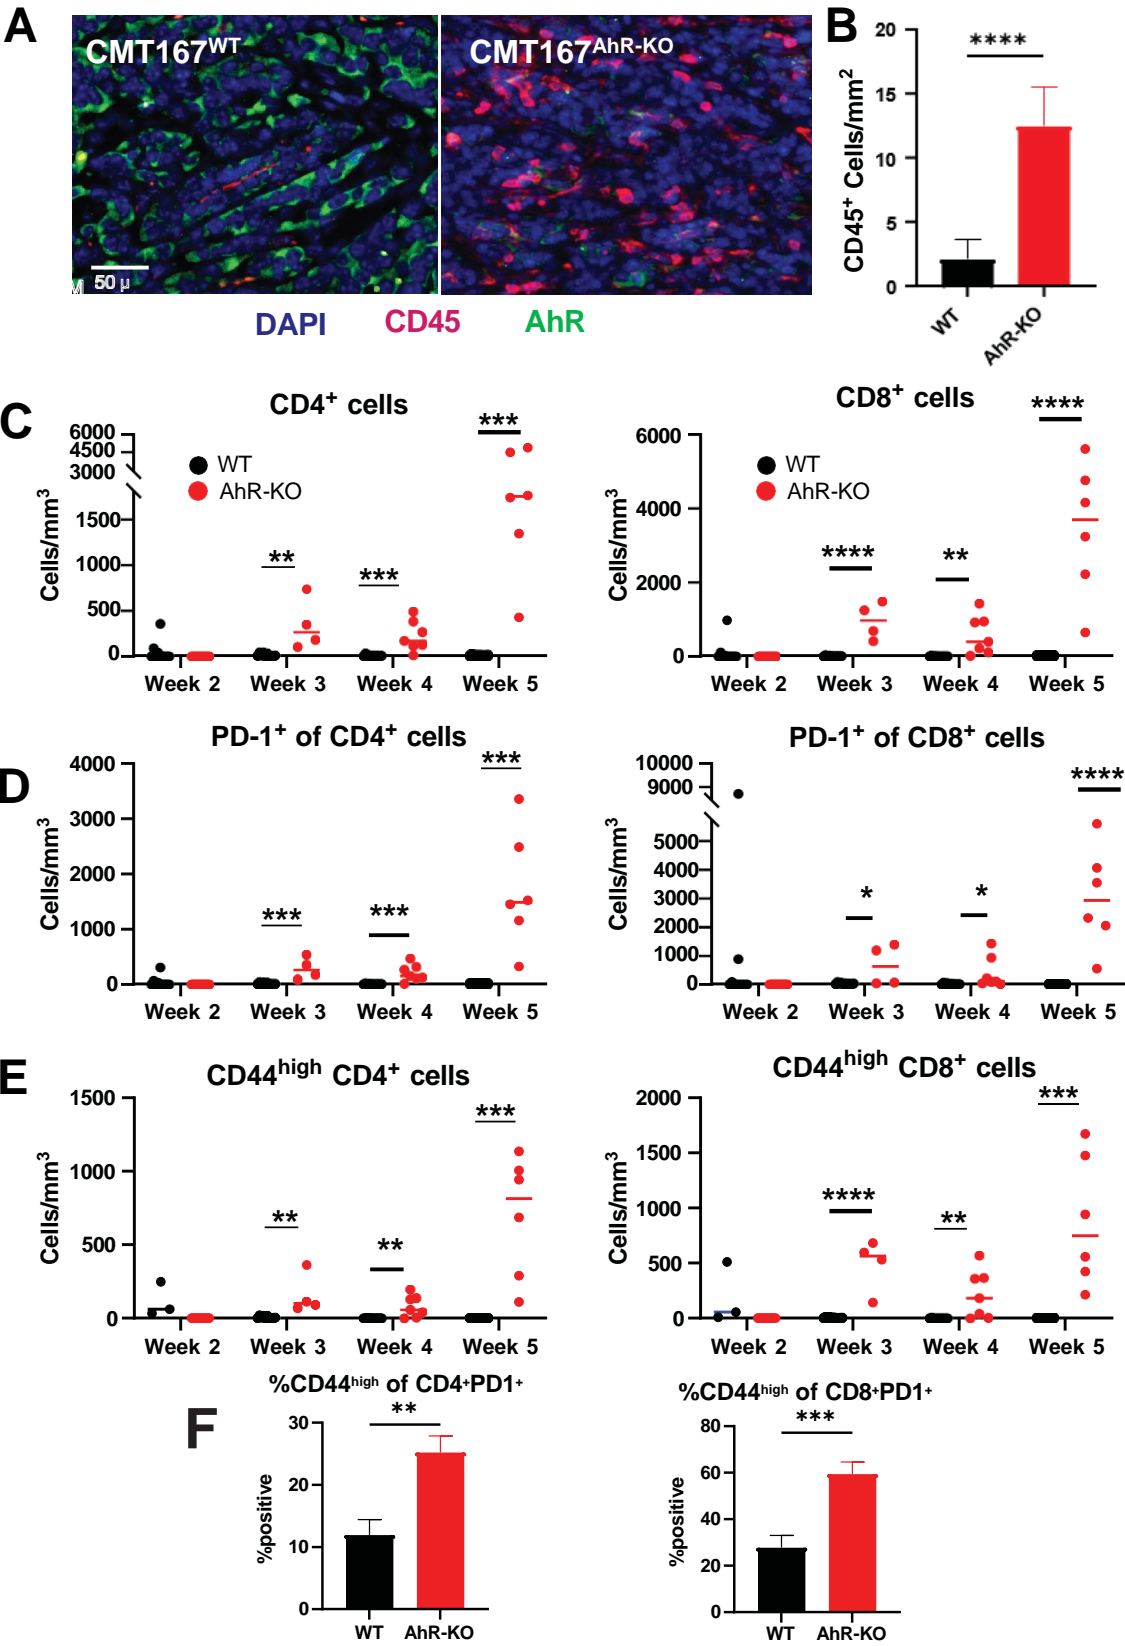 A
CMT167WT
CMT167AhR-KO
50 µ
DAPI CD45 AhR
B
CD45+ Cells/mm2
20
15
10
5
0
****
WT
AhR-KO
C
CD4+ cells
Cells/mm3
6000
4500
3000
1500
1000
500
0
WT
AhR-KO
**
***
***
Week 2 Week 3 Week 4 Week 5
CD8+ cells
Cells/mm3
6000
4000
2000
0
WT
AhR-KO
****
**
****
Week 2 Week 3 Week 4 Week 5
D
PD-1+ of CD4+ cells
Cells/mm3
4000
3000
2000
1000
0
***
***
***
Week 2 Week 3 Week 4 Week 5
PD-1+ of CD8+ cells
Cells/mm3
10000
9000
5000
4000
3000
2000
1000
0
*
*
****
Week 2 Week 3 Week 4 Week 5
E
CD44high CD4+ cells
Cells/mm3
1500
1000
500
0
**
**
***
Week 2 Week 3 Week 4 Week 5
CD44high CD8+ cells
Cells/mm3
2000
1500
1000
500
0
****
**
***
Week 2 Week 3 Week 4 Week 5
F
%CD44high of CD4+PD1+
%positive
30
20
10
0
**
WT AhR-KO
%CD44high of CD8+PD1+
%positive
80
60
40
20
0
***
WT AhR-KO